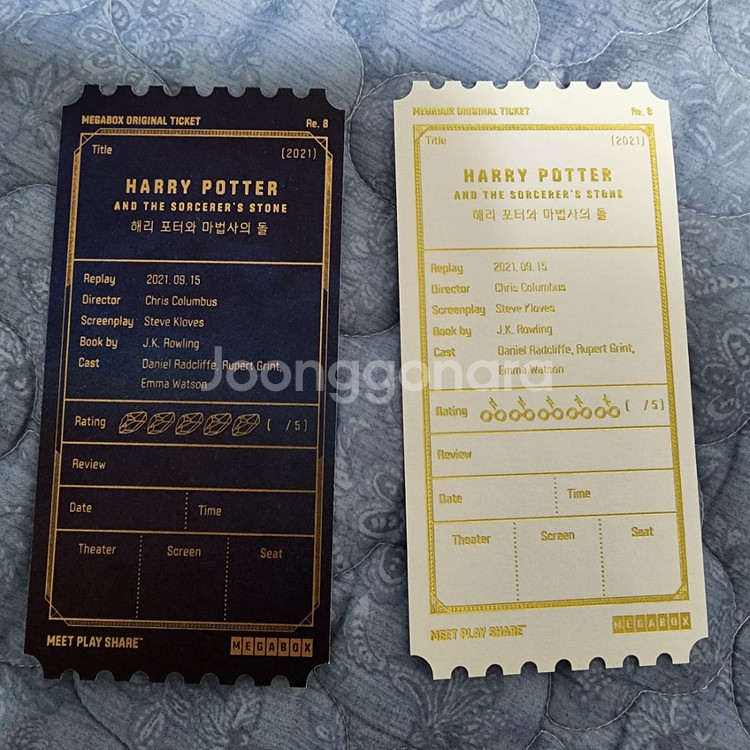 MEGABOX ORIGINAL TICKET Re. 8
Title (2021)
HARRY POTTER
AND THE SORCERER'S STONE
해리 포터와 마법사의 돌
Replay 2021. 09. 15
Director Chris Columbus
Screenplay Steve Kloves
Book by J.K. Rowling
Cast Daniel Radcliffe, Rupert Grint,
Emma Watson
Rating ( /5)
Review
Date Time
Theater Screen Seat
MEET PLAY SHARE™ MEGABOX
MEGABOX ORIGINAL TICKET Re. 8
Title (2021)
HARRY POTTER
AND THE SORCERER'S STONE
해리 포터와 마법사의 돌
Replay 2021. 09. 15
Director Chris Columbus
Screenplay Steve Kloves
Book by J.K. Rowling
Cast Daniel Radcliffe, Rupert Grint,
Emma Watson
Rating ( /5)
Review
Date Time
Theater Screen Seat
MEET PLAY SHARE™ MEGABOX
Joonggonara